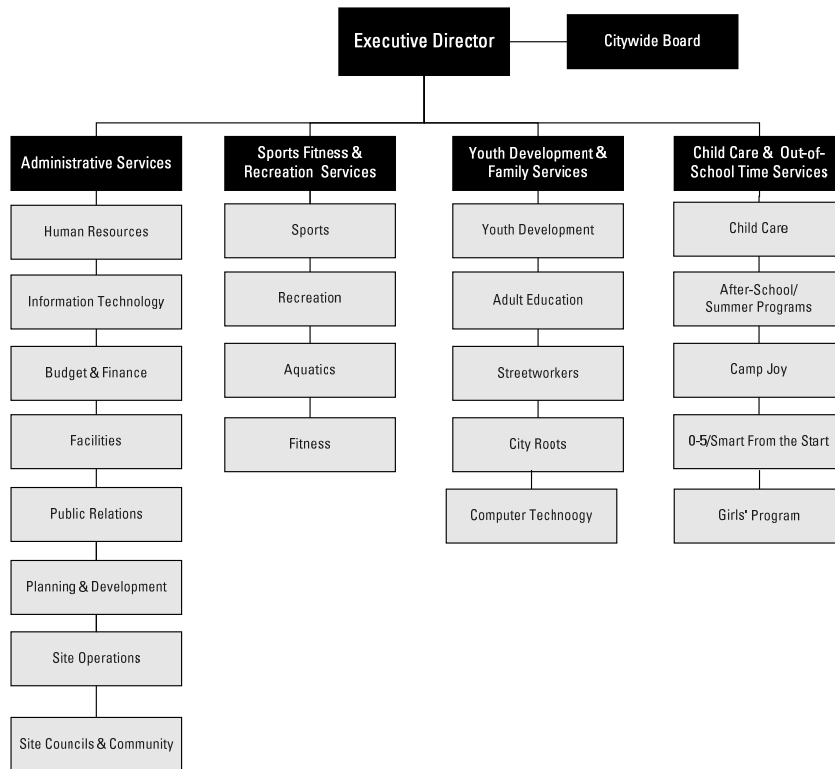 Executive Director
Citywide Board
Administrative Services
Sports Fitness &
Recreation Services
Youth Development &
Family Services
Child Care & Out-of-
School Time Services
Human Resources
Information Technology
Budget & Finance
Facilities
Public Relations
Planning & Development
Site Operations
Site Councils & Community
Sports
Recreation
Aquatics
Fitness
Youth Development
Adult Education
Streetworkers
City Roots
Computer Technoogy
Child Care
After-School/
Summer Programs
Camp Joy
0-5/Smart From the Start
Girls' Program